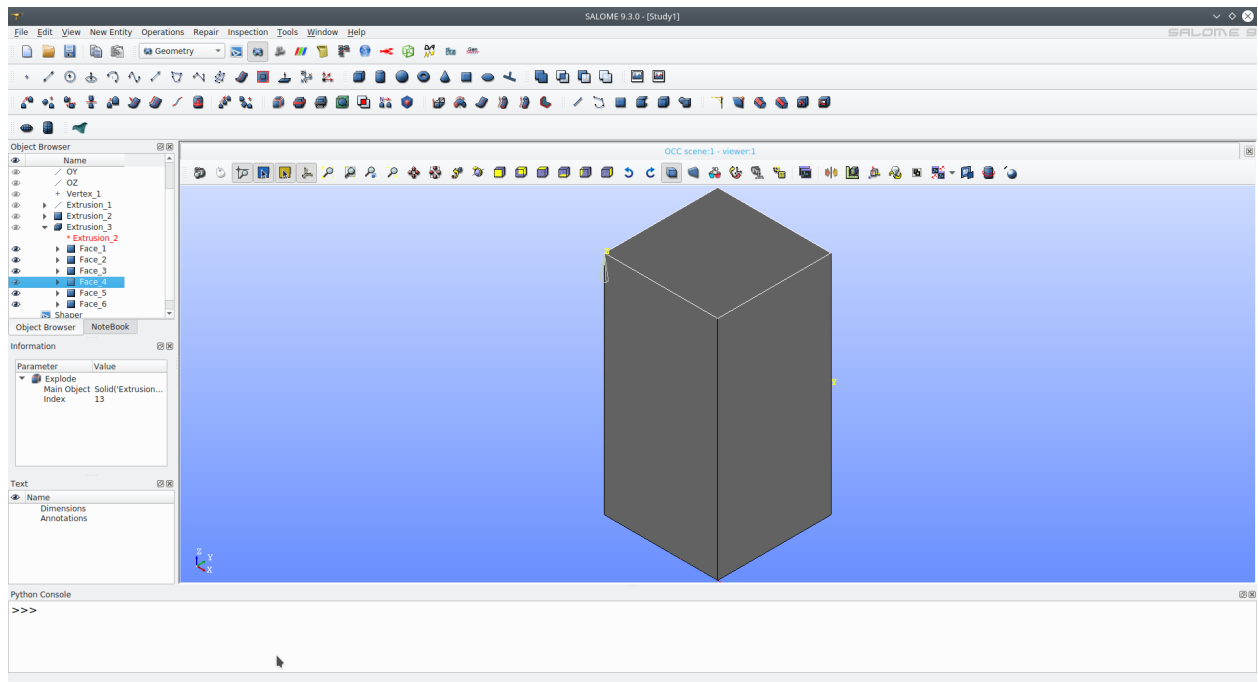 SALOME 9.3.0 - [Study1]
File Edit View New Entity Operations Repair Inspection Tools Window Help
SALOME 9
Geometry
Object Browser
OCC scene:1 - viewer:1
Name
OY
OZ
Vertex_1
Extrusion_1
Extrusion_2
Extrusion_3
* Extrusion_2
Face_1
Face_2
Face_3
Face_4
Face_5
Face_6
Shaper
Object Browser NoteBook
Information
Parameter Value
Explode
Main Object Solid('Extrusion...
Index 13
Text
Name
Dimensions
Annotations
Z
Y
X
Python Console
>>>